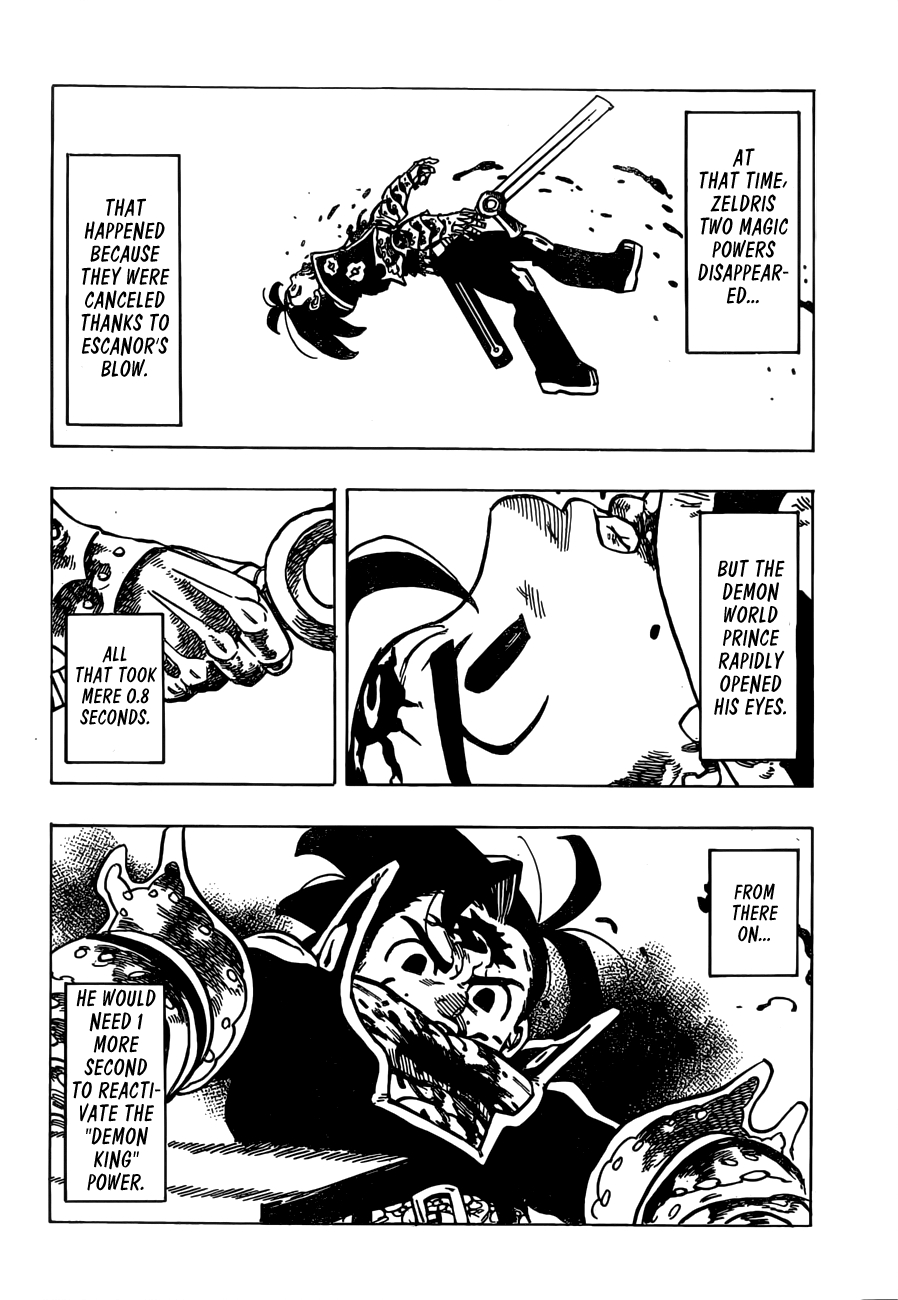 AT
THAT TIME,
ZELDRIS
TWO MAGIC
POWERS
DISAPPEAR-
ED...
THAT
HAPPENED
BECAUSE
THEY WERE
CANCELED
THANKS TO
ESCANOR'S
BLOW.
BUT THE
DEMON
WORLD
PRINCE
RAPIDLY
OPENED
HIS EYES.
ALL
THAT TOOK
MERE 0.8
SECONDS.
FROM
THERE
ON...
HE WOULD
NEED 1
MORE
SECOND
TO REACTI-
VATE THE
"DEMON
KING"
POWER.